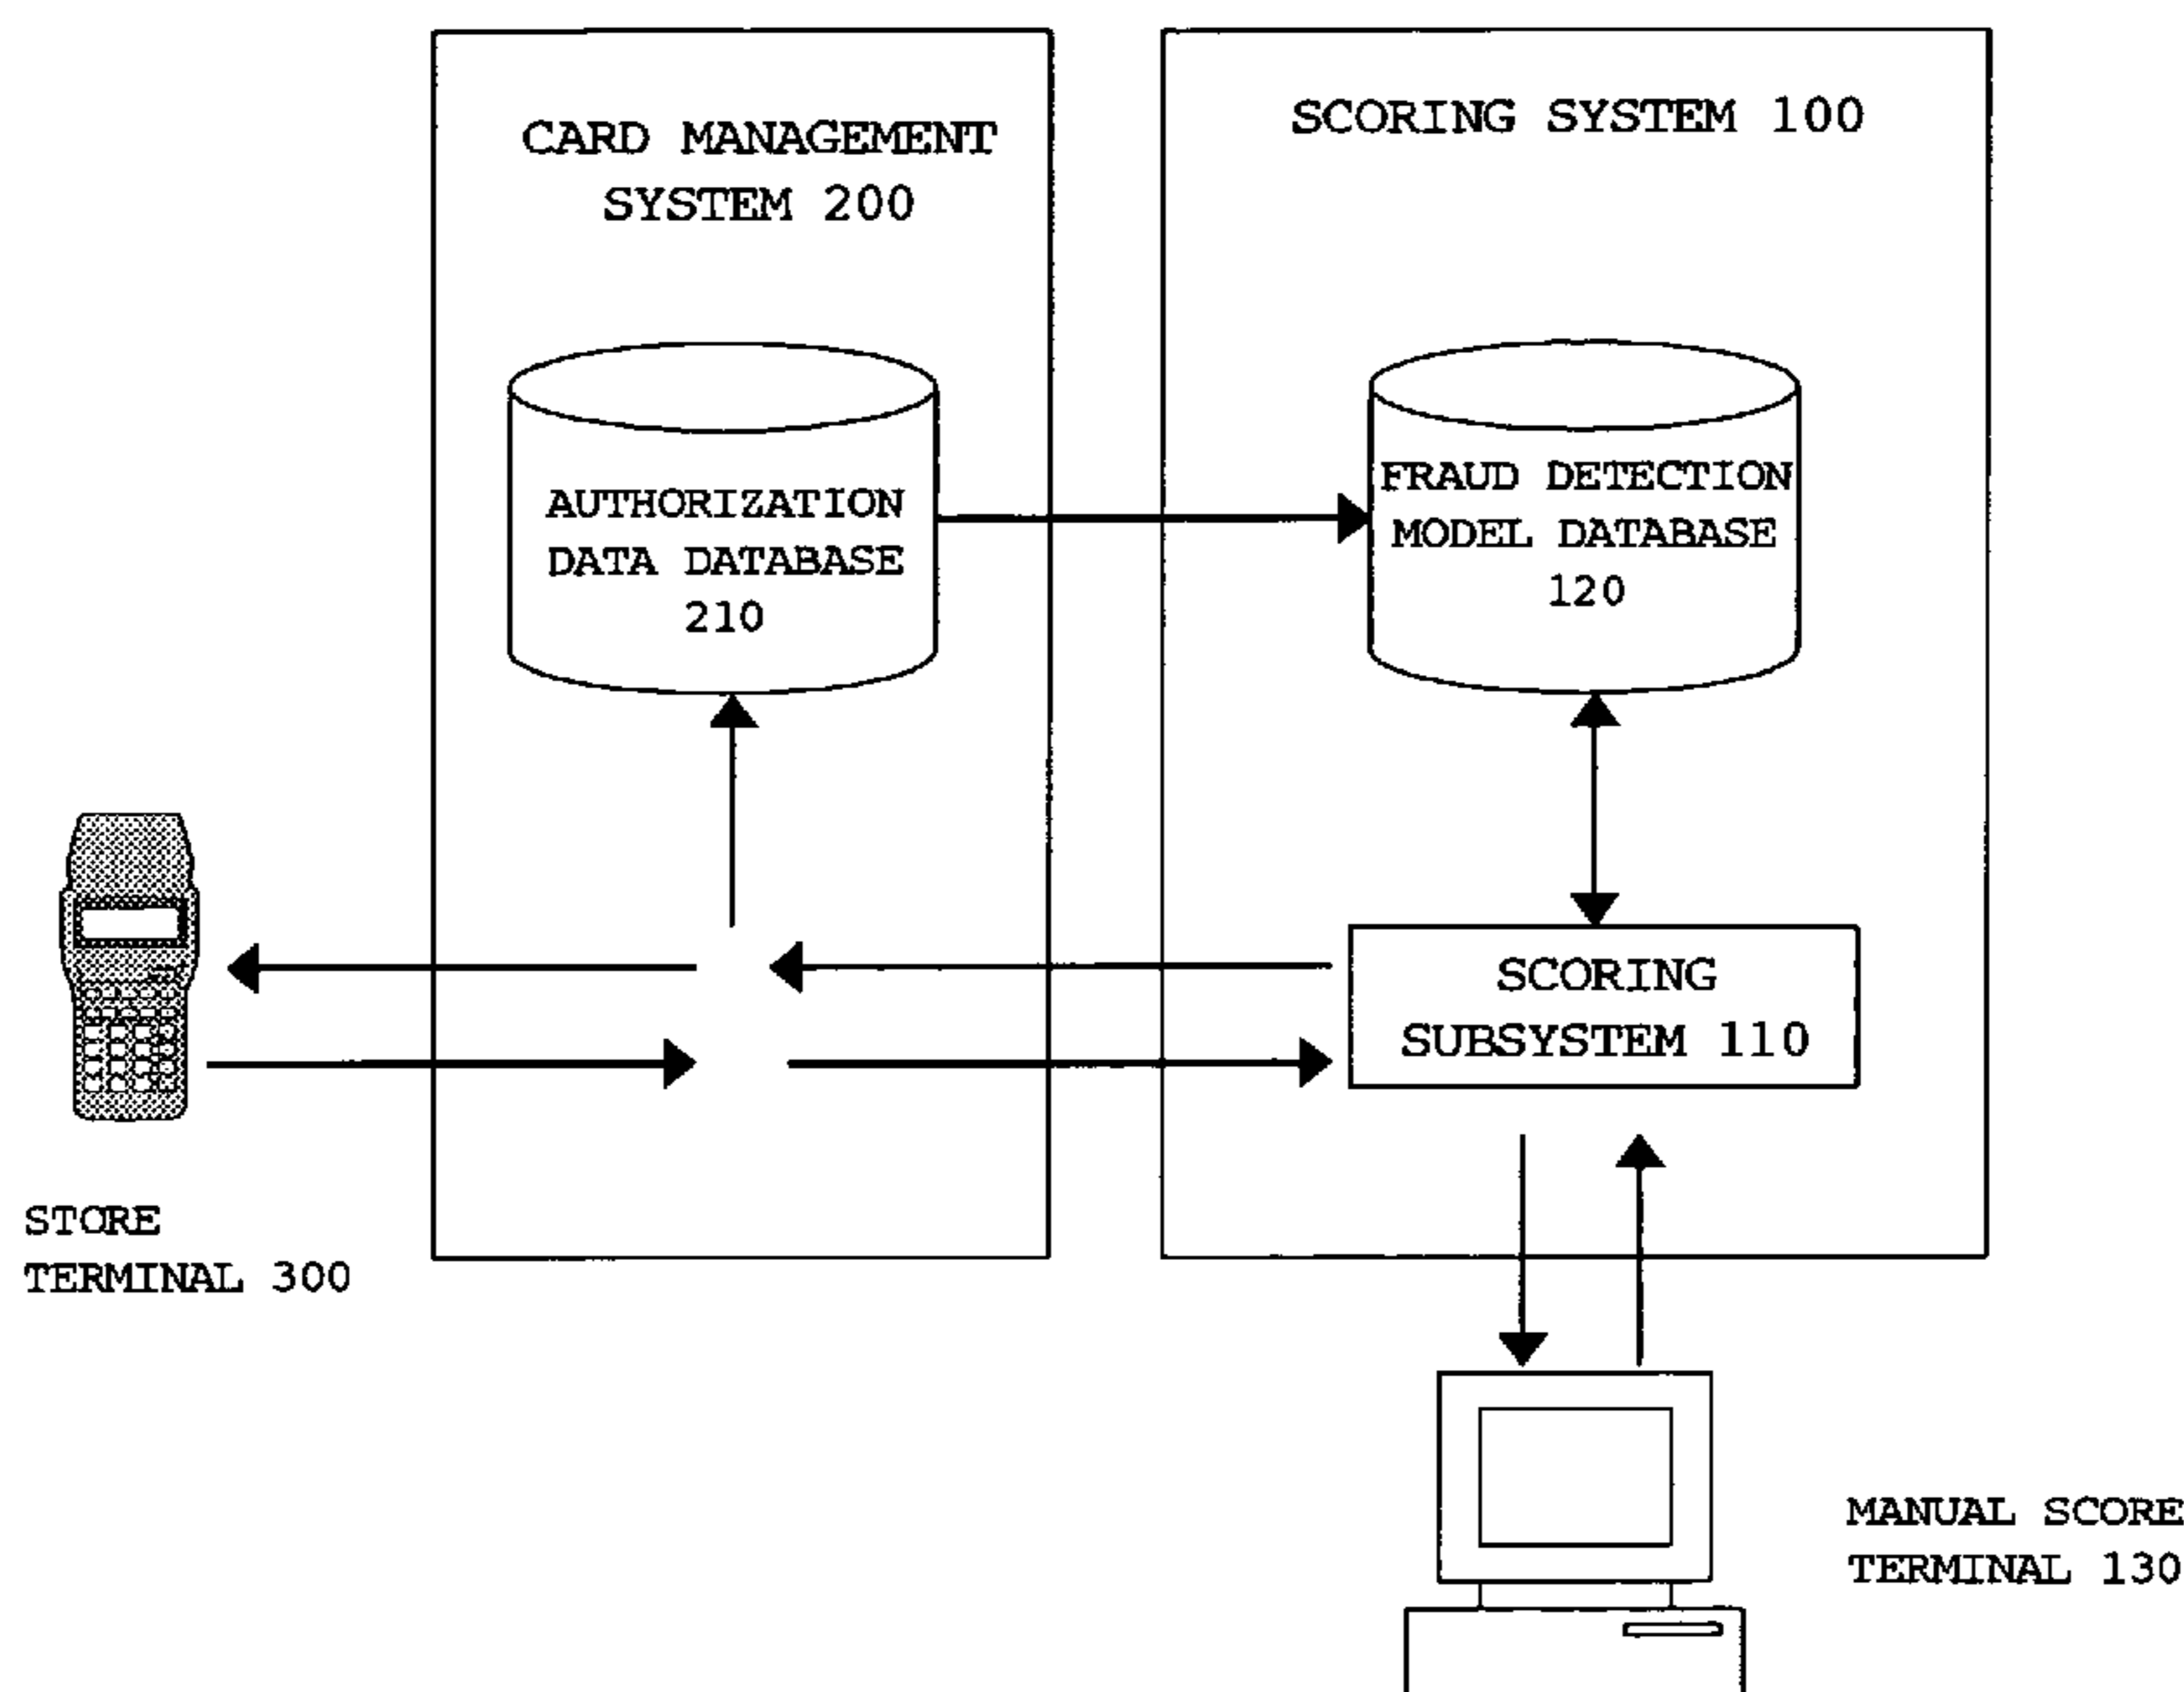 CARD MANAGEMENT
SYSTEM 200
SCORING SYSTEM 100
AUTHORIZATION
DATA DATABASE
210
FRAUD DETECTION
MODEL DATABASE
120
SCORING
SUBSYSTEM 110
STORE
TERMINAL 300
MANUAL SCORE
TERMINAL 130